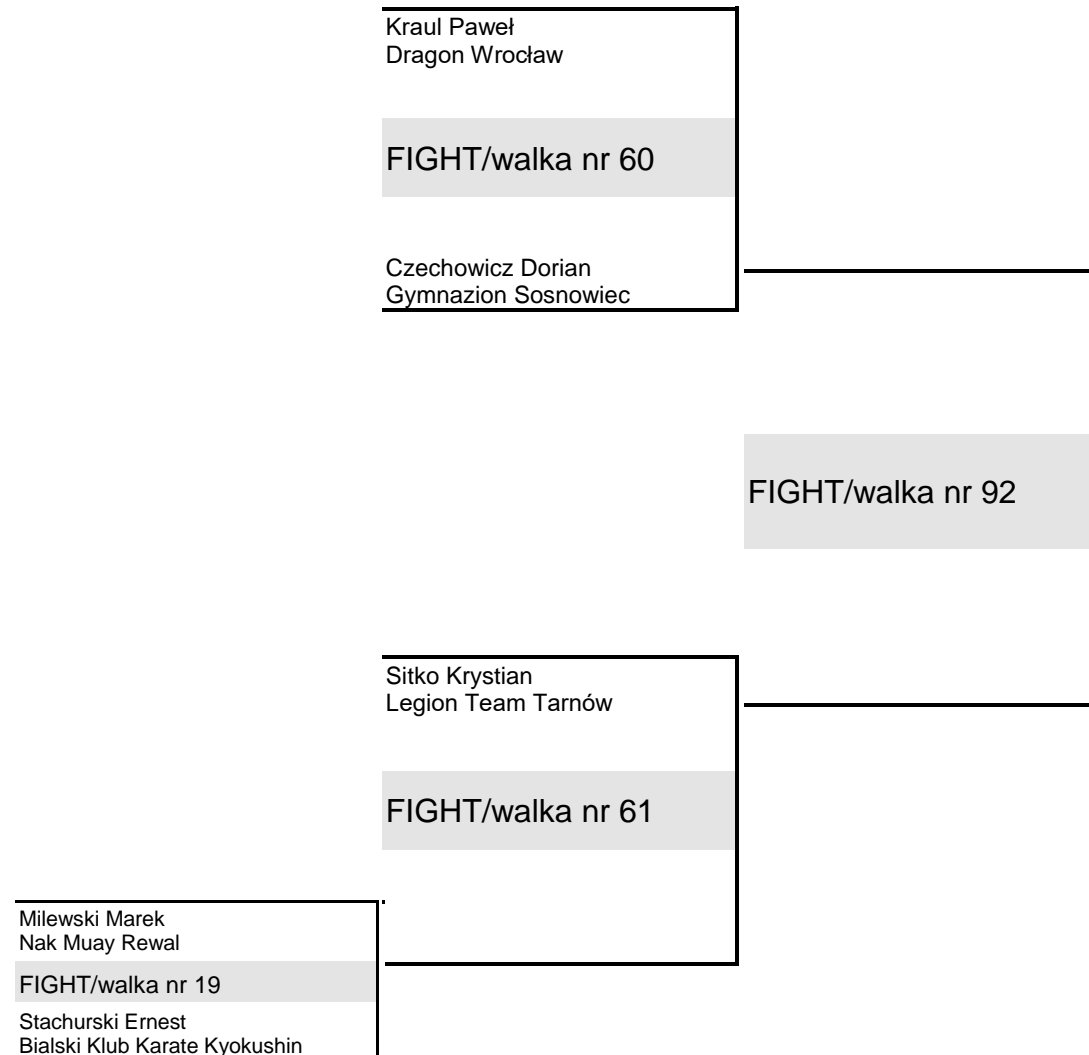 Kraul Paweł
Dragon Wrocław
FIGHT/walka nr 60
Czechowicz Dorian
Gymnazion Sosnowiec
FIGHT/walka nr 92
Sitko Krystian
Legion Team Tarnów
FIGHT/walka nr 61
Milewski Marek
Nak Muay Rewal
FIGHT/walka nr 19
Stachurski Ernest
Bialski Klub Karate Kyokushin